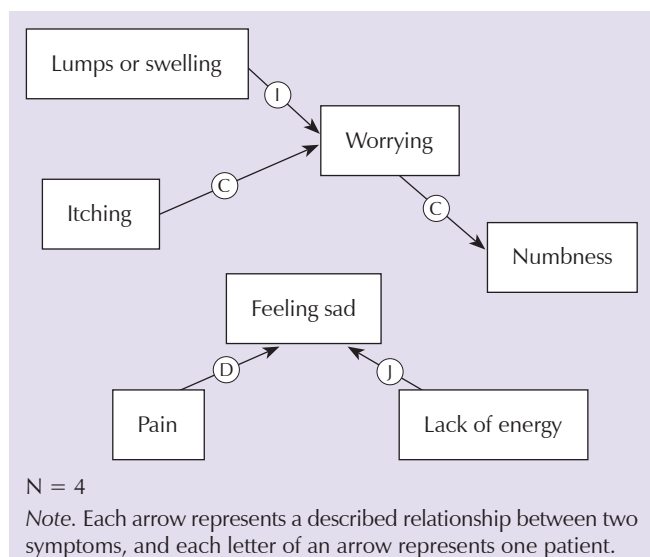 Lumps or swelling
I
Worrying
C
Itching
C
Numbness
Feeling sad
D
J
Pain
Lack of energy
N = 4
Note. Each arrow represents a described relationship between two
symptoms, and each letter of an arrow represents one patient.